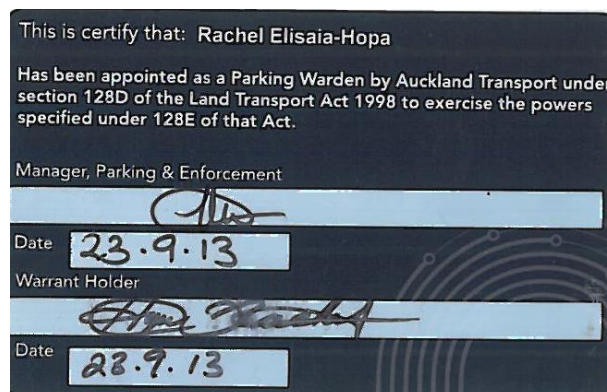 This is certify that: Rachel Elisaia-Hopa
Has been appointed as a Parking Warden by Auckland Transport under
section 128D of the Land Transport Act 1998 to exercise the powers
specified under 128E of that Act.
Manager, Parking & Enforcement
Date 23.9.13
Warrant Holder
Date 23.9.13